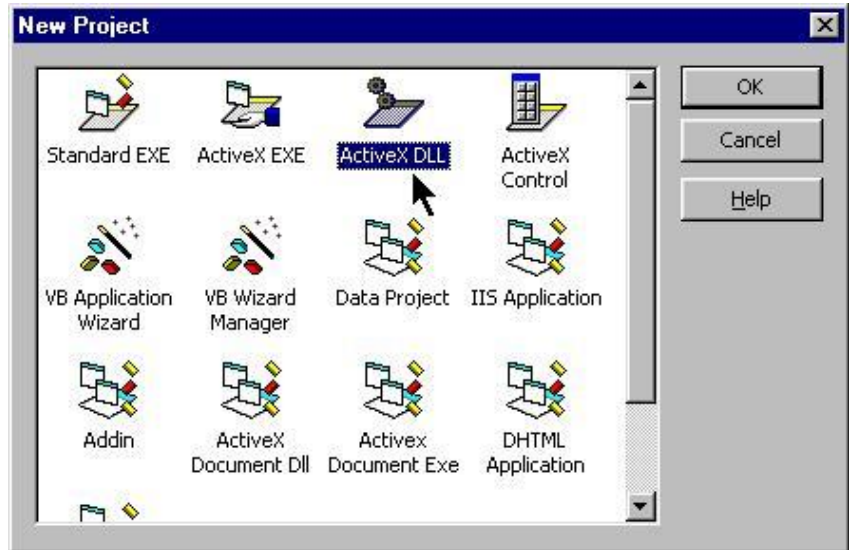 New Project
Standard EXE
ActiveX EXE
ActiveX DLL
ActiveX
Control
VB Application
Wizard
VB Wizard
Manager
Data Project
IIS Application
Addin
ActiveX
Document Dll
Activex
Document Exe
DHTML
Application
OK
Cancel
Help